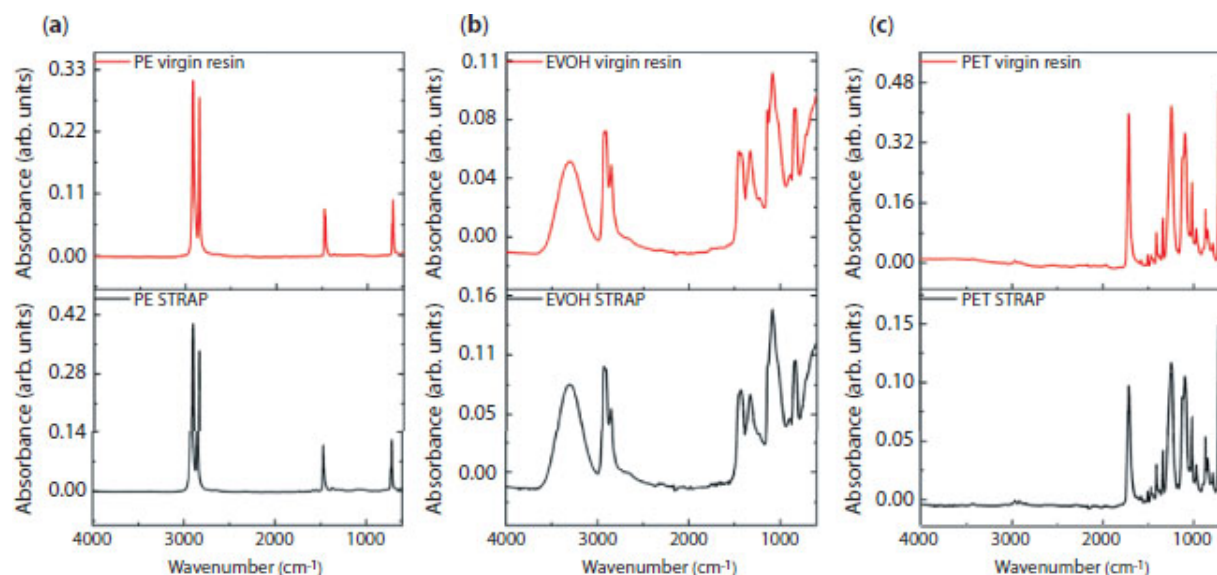 (a)
PE virgin resin
0.33
0.22
0.11
0.00
Absorbance (arb. units)
PE STRAP
0.42
0.28
0.14
0.00
Absorbance (arb. units)
4000 3000 2000 1000
Wavenumber (cm-1)
(b)
EVOH virgin resin
0.11
0.08
0.04
0.00
Absorbance (arb. units)
EVOH STRAP
0.16
0.11
0.05
0.00
Absorbance (arb. units)
4000 3000 2000 1000
Wavenumber (cm-1)
(c)
PET virgin resin
0.48
0.32
0.16
0.00
Absorbance (arb. units)
PET STRAP
0.15
0.10
0.05
0.00
Absorbance (arb. units)
4000 3000 2000 1000
Wavenumber (cm-1)